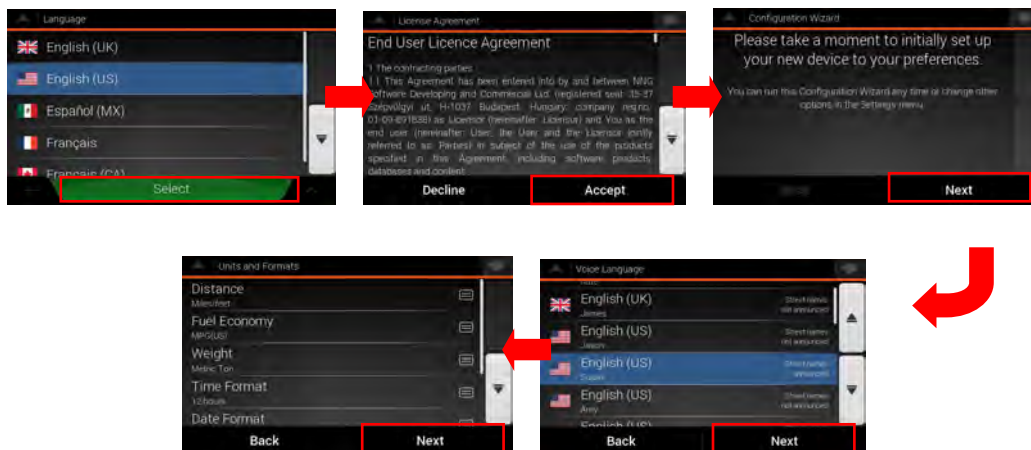 Language
English (UK)
English (US)
Español (MX)
Français
Français (CA)
Select
License Agreement
End User Licence Agreement
1 The contracting parties
1.1 This Agreement has been entered into by and between NNG
Software Developing and Commercial Ltd. (registered seat: 35-37
Szépvölgyi út, H-1037 Budapest, Hungary; company reg.no.:
01-09-891838) as Licensor (hereinafter: Licensor) and You as the
end user (hereinafter: User; the User and the Licensor jointly
referred to as: Parties) in subject of the use of the products
specified in this Agreement, including software products,
databases and content.
Decline
Accept
Configuration Wizard
Please take a moment to initially set up
your new device to your preferences.
You can run this Configuration Wizard any time or change other
options in the Settings menu.
Next
Units and Formats
Distance
Miles/feet
Fuel Economy
MPG(US)
Weight
Metric Ton
Time Format
12 hours
Date Format
Back
Next
Voice Language
English (UK)
James
Street names
not announced
English (US)
Jason
Street names
not announced
English (US)
Susan
Street names
announced
English (US)
Amy
Street names
not announced
English (US)
Back
Next